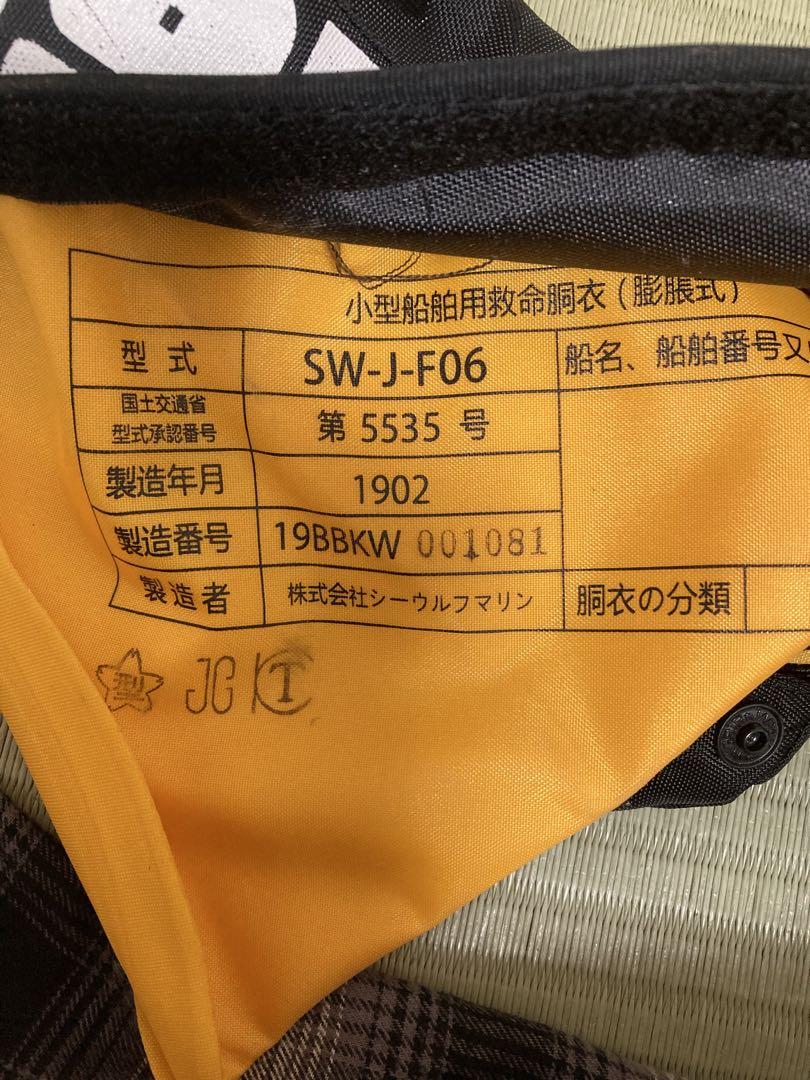 小型船舶用救命胴衣（膨脹式）
型 式 SW-J-F06 船名、船舶番号又
国土交通省
型式承認番号 第 5535 号
製造年月 1902
製造番号 19BBKW 001081
製造者 株式会社シーウルフマリン 胴衣の分類
型 JG T